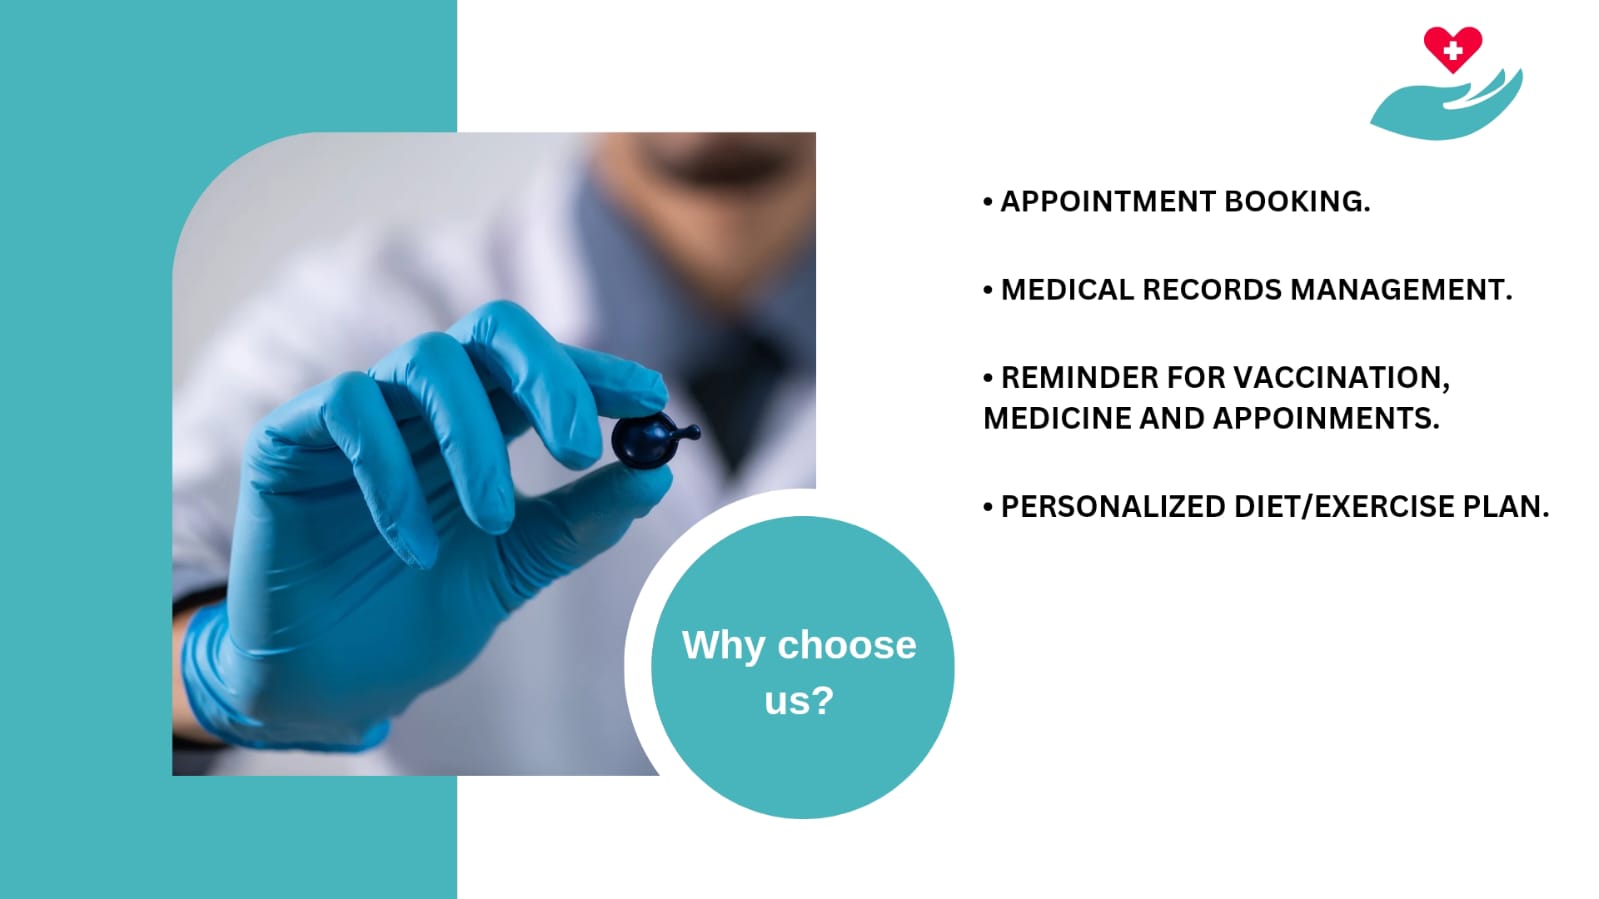 • APPOINTMENT BOOKING.
• MEDICAL RECORDS MANAGEMENT.
• REMINDER FOR VACCINATION,
MEDICINE AND APPOINMENTS.
• PERSONALIZED DIET/EXERCISE PLAN.
Why choose
us?